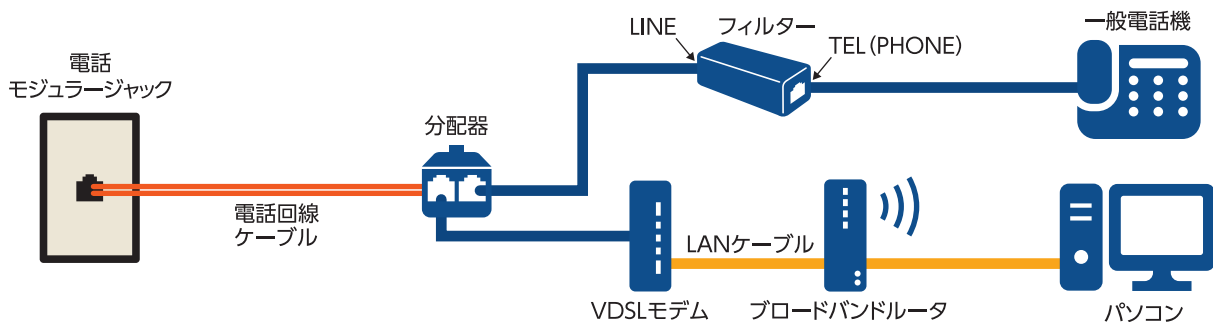 電話
モジュラージャック
電話回線
ケーブル
分配器
LINE
フィルター
TEL(PHONE)
一般電話機
VDSLモデム
LANケーブル
ブロードバンドルータ
パソコン